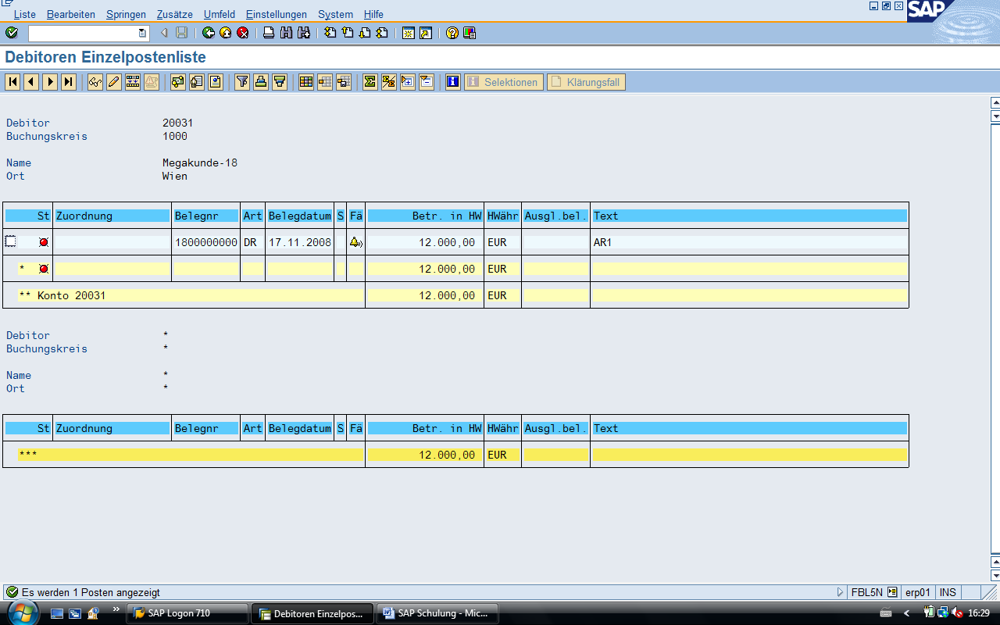 Liste Bearbeiten Springen Zusätze Umfeld Einstellungen System Hilfe
SAP
Debitoren Einzelpostenliste
Selektionen Klärungsfall
Debitor 20031
Buchungskreis 1000
Name Megakunde-18
Ort Wien
St Zuordnung Belegnr Art Belegdatum S Fä Betr. in HW HWähr Ausgl.bel. Text
1800000000 DR 17.11.2008 12.000,00 EUR AR1
* 12.000,00 EUR
** Konto 20031 12.000,00 EUR
Debitor *
Buchungskreis *
Name *
Ort *
St Zuordnung Belegnr Art Belegdatum S Fä Betr. in HW HWähr Ausgl.bel. Text
*** 12.000,00 EUR
Es werden 1 Posten angezeigt FBL5N erp01 INS
» SAP Logon 710 Debitoren Einzelpos... SAP Schulung - Mic... < 16:29